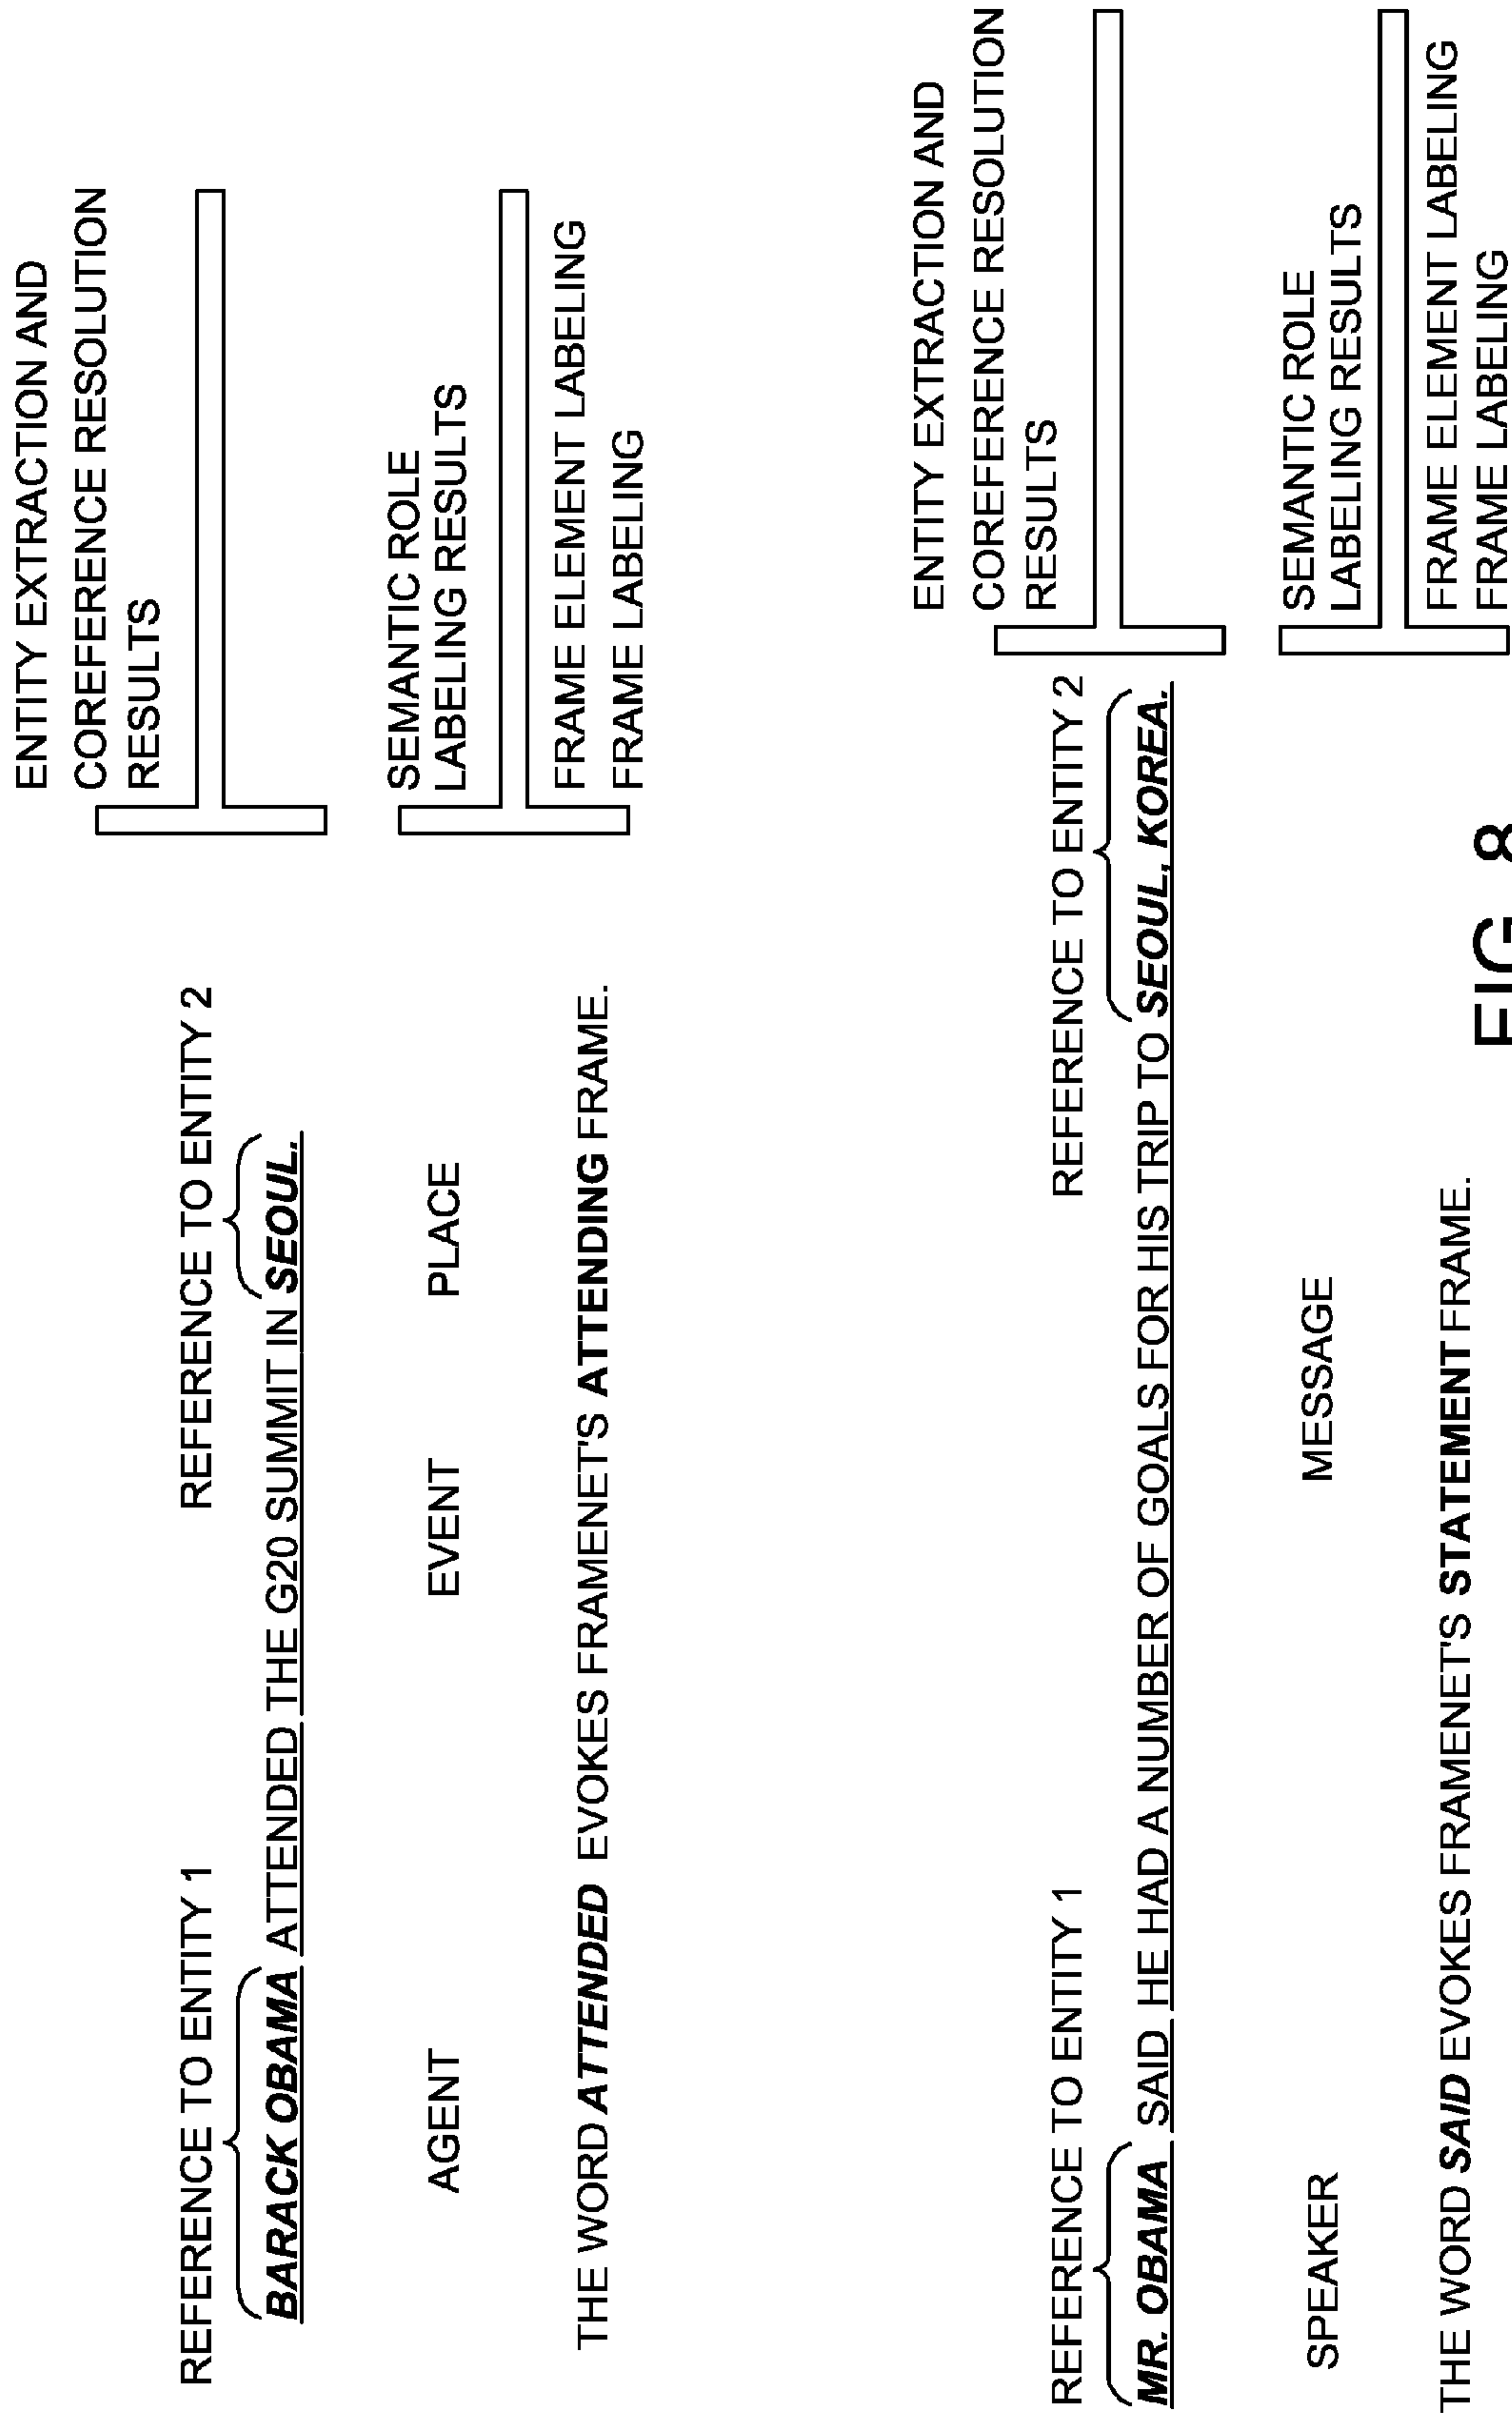 ENTITY EXTRACTION AND
COREFERENCE RESOLUTION
RESULTS
REFERENCE TO ENTITY 1
REFERENCE TO ENTITY 2
BARACK OBAMA ATTENDED THE G20 SUMMIT IN SEOUL.
SEMANTIC ROLE
LABELING RESULTS
AGENT
EVENT
PLACE
FRAME ELEMENT LABELING
THE WORD ATTENDED EVOKES FRAMENET'S ATTENDING FRAME.
FRAME LABELING
ENTITY EXTRACTION AND
COREFERENCE RESOLUTION
RESULTS
REFERENCE TO ENTITY 1
REFERENCE TO ENTITY 2
MR. OBAMA SAID HE HAD A NUMBER OF GOALS FOR HIS TRIP TO SEOUL, KOREA.
SEMANTIC ROLE
LABELING RESULTS
SPEAKER
MESSAGE
FRAME ELEMENT LABELING
THE WORD SAID EVOKES FRAMENET'S STATEMENT FRAME.
FRAME LABELING
FIG. 8